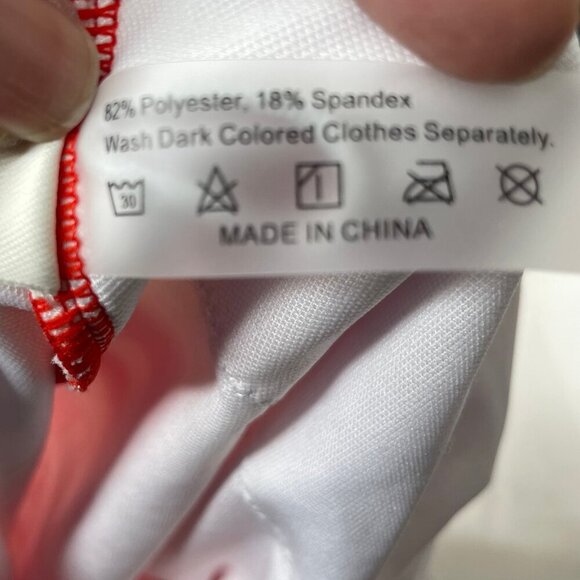 82% Polyester, 18% Spandex
Wash Dark Colored Clothes Separately.
30
MADE IN CHINA